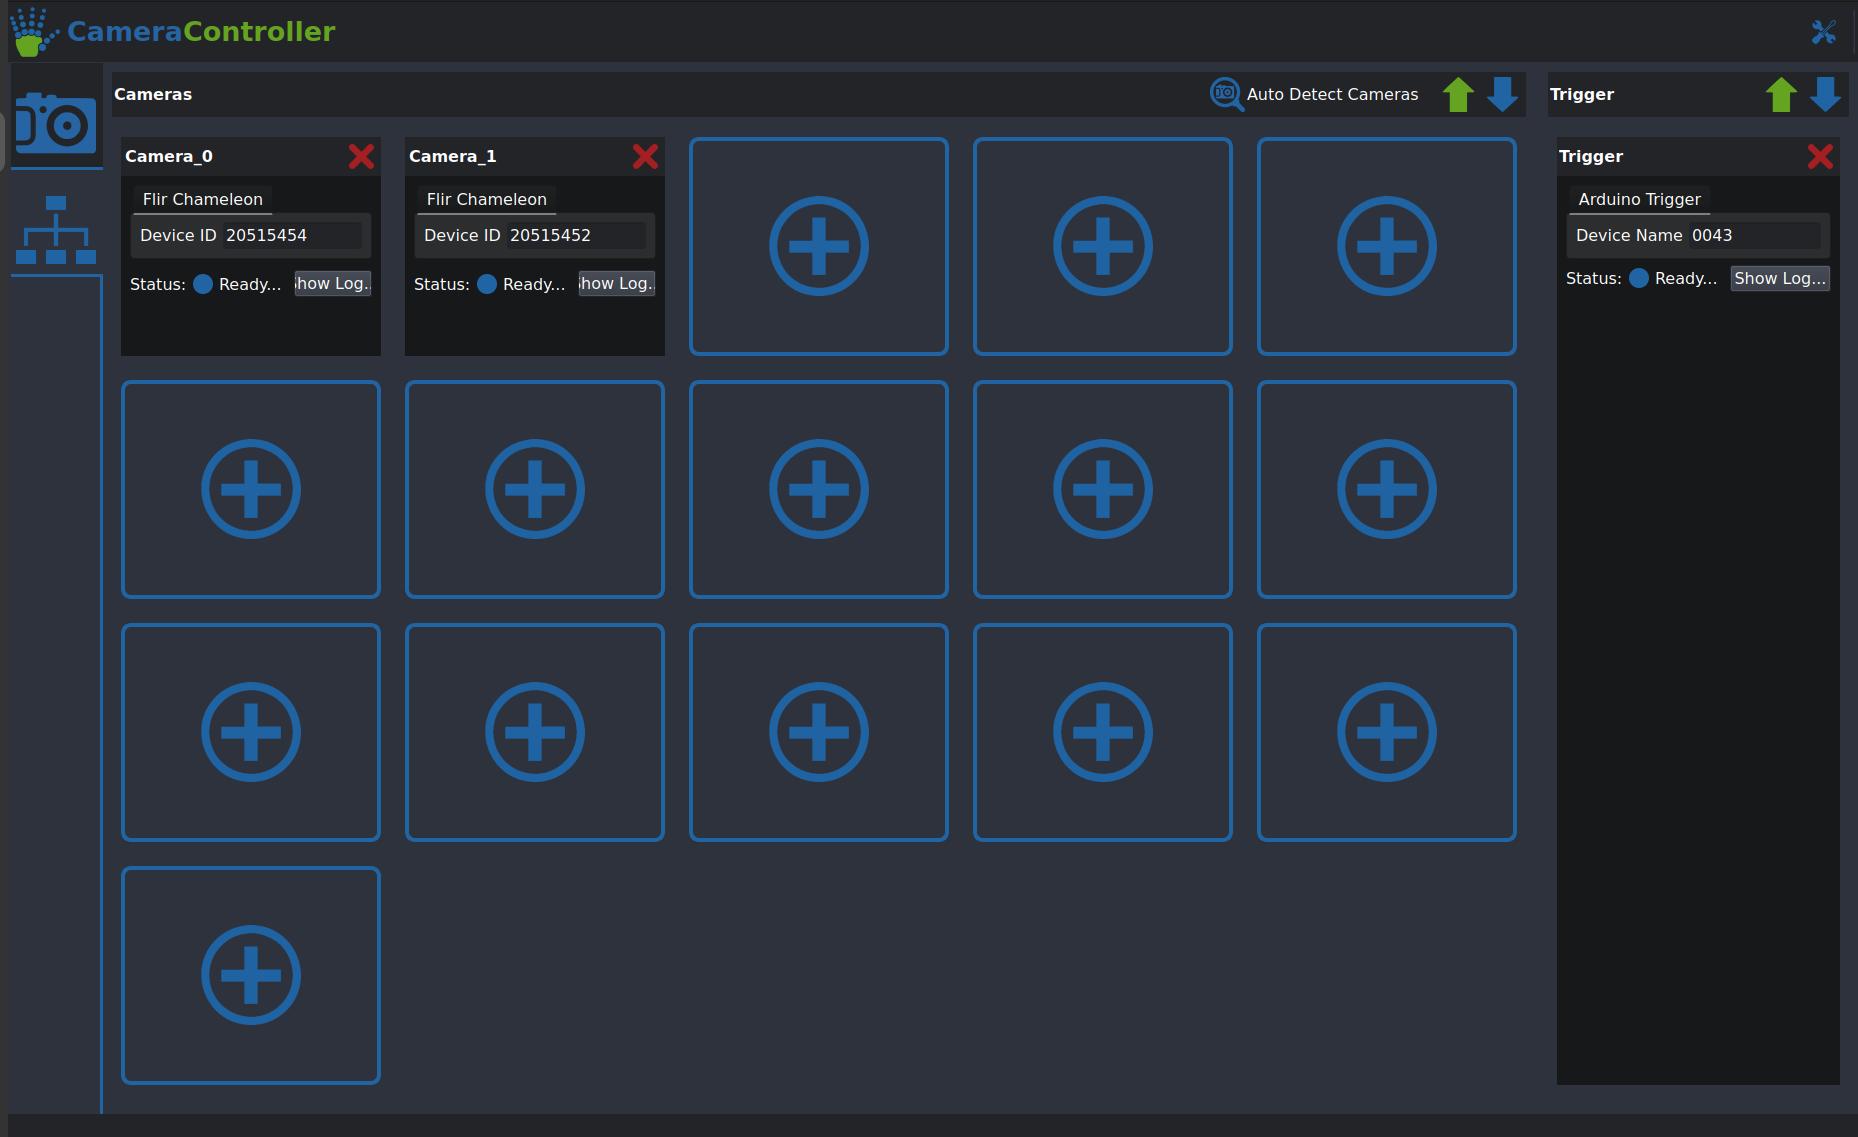 CameraController
Cameras
Auto Detect Cameras
Trigger
Camera_0
Flir Chameleon
Device ID 20515454
Status: Ready...
how Log.
Camera_1
Flir Chameleon
Device ID 20515452
Status: Ready...
how Log.
Trigger
Arduino Trigger
Device Name 0043
Status: Ready...
Show Log...